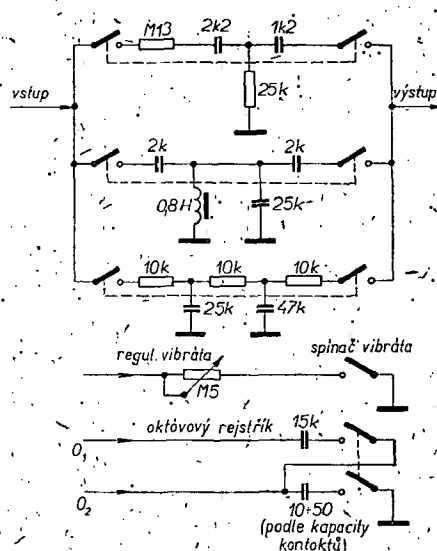 M13 2k2 1k2
25k
vstup výstup
2k 2k
0,8H 25k
10k 10k 10k
25k 47k
regul. vibráta spínač vibráta
M5
O₁ oktávový rejstřík 15k
O₂ 10÷50
(podle kapacity
kontaktů)